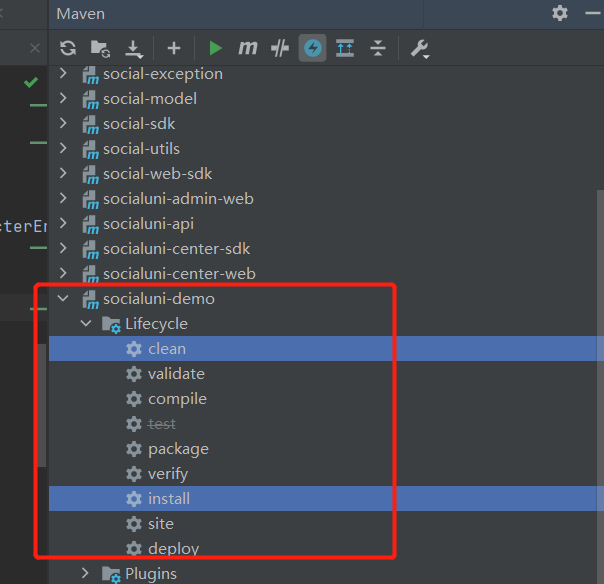 Maven
social-exception
social-model
social-sdk
social-utils
social-web-sdk
socialuni-admin-web
socialuni-api
cterEn
socialuni-center-sdk
socialuni-center-web
socialuni-demo
Lifecycle
clean
validate
compile
test
package
verify
install
site
deploy
Plugins